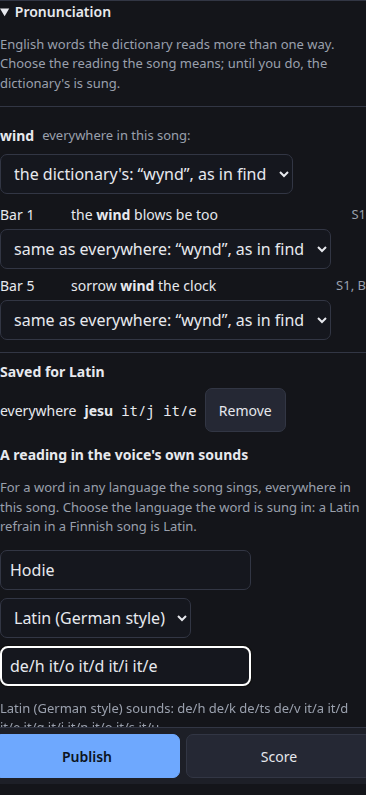 ▼ Pronunciation
English words the dictionary reads more than one way.
Choose the reading the song means; until you do, the
dictionary's is sung.
wind everywhere in this song:
the dictionary's: “wynd”, as in find
Bar 1 the wind blows be too S1
same as everywhere: “wynd”, as in find
Bar 5 sorrow wind the clock S1, B
same as everywhere: “wynd”, as in find
Saved for Latin
everywhere jesu it/j it/e Remove
A reading in the voice's own sounds
For a word in any language the song sings, everywhere in
this song. Choose the language the word is sung in: a Latin
refrain in a Finnish song is Latin.
Hodie
Latin (German style)
de/h it/o it/d it/i it/e
Latin (German style) sounds: de/h de/k de/ts de/v it/a it/d
Publish Score